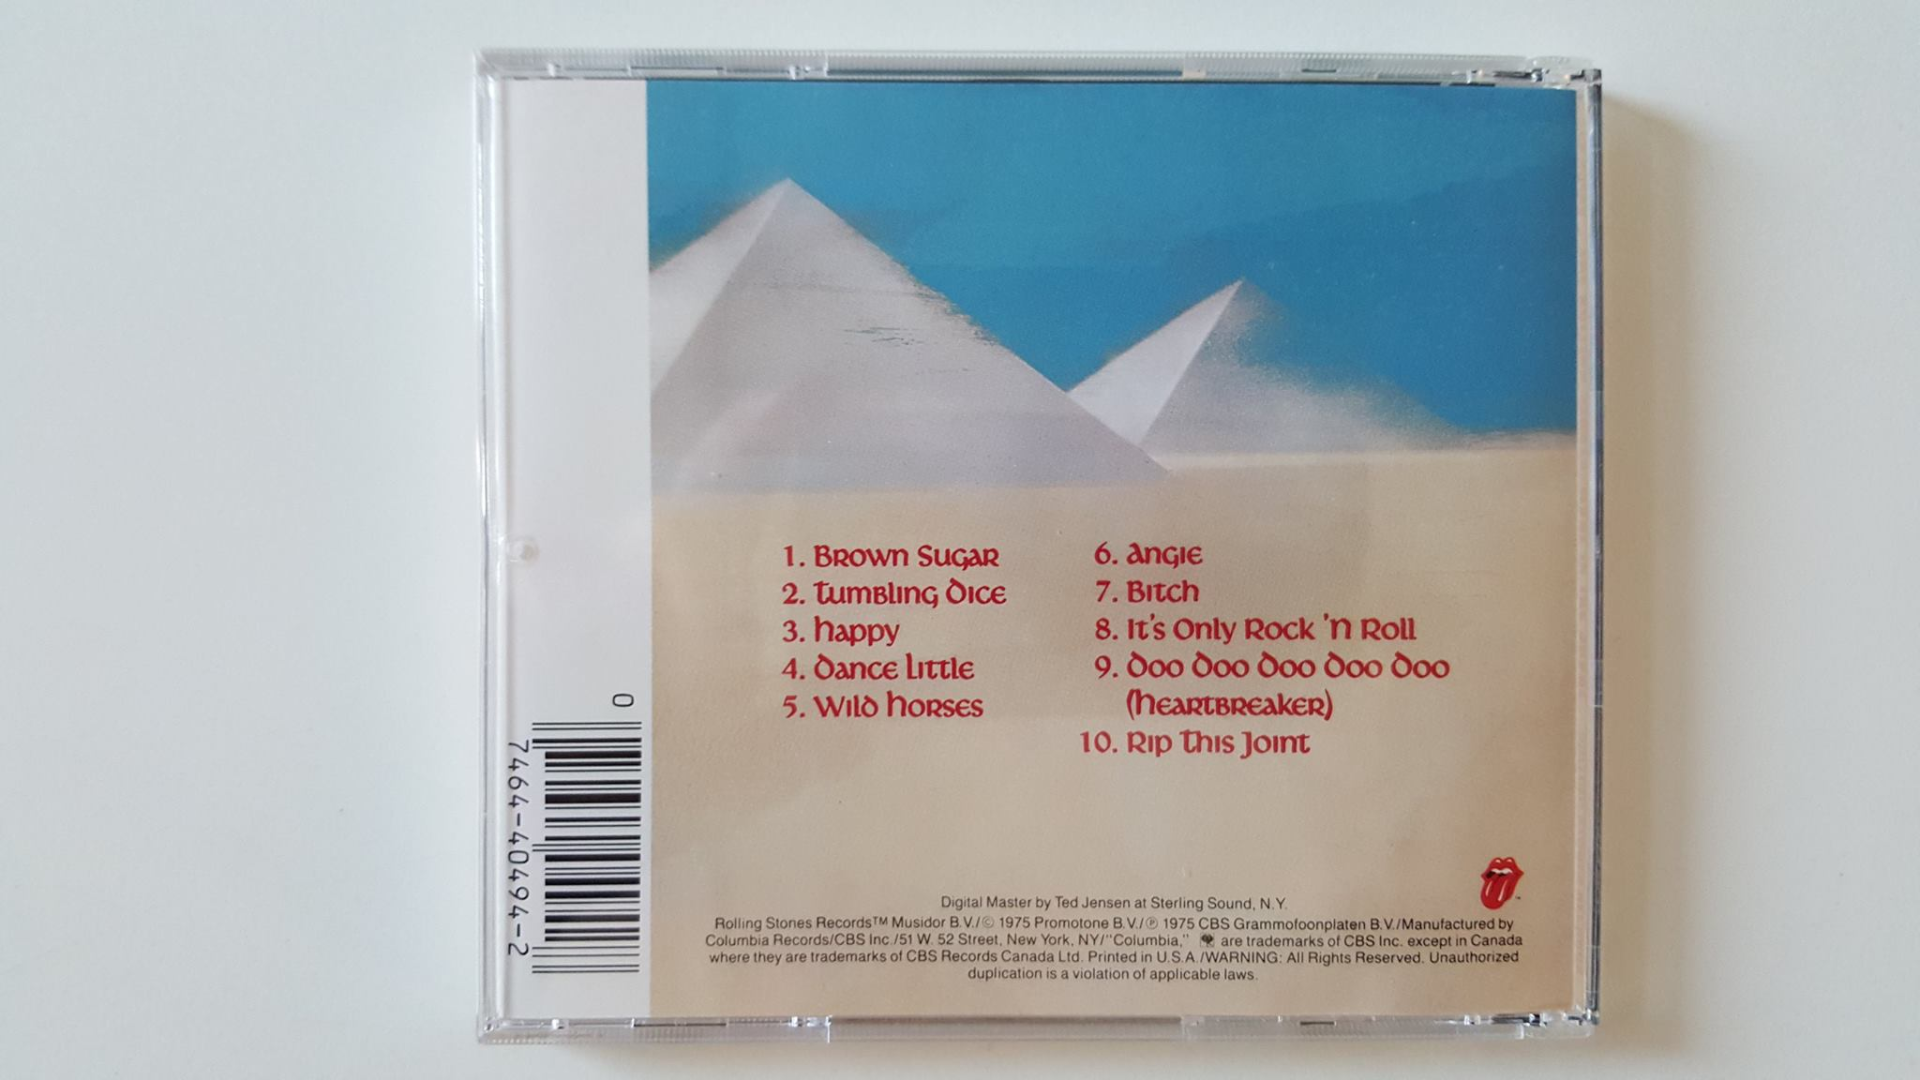 1. Brown Sugar
2. Tumbling Dice
3. Happy
4. Dance Little
5. Wild Horses
6. Angie
7. Bitch
8. It's Only Rock 'N Roll
9. Doo Doo Doo Doo Doo
(Heartbreaker)
10. Rip This Joint
0
7464-40494-2
Digital Master by Ted Jensen at Sterling Sound, N.Y.
Rolling Stones Records™ Musidor B.V./© 1975 Promotone B.V./℗ 1975 CBS Grammofoonplaten B.V./Manufactured by
Columbia Records/CBS Inc./51 W. 52 Street, New York, NY/"Columbia," are trademarks of CBS Inc. except in Canada
where they are trademarks of CBS Records Canada Ltd. Printed in U.S.A./WARNING: All Rights Reserved. Unauthorized
duplication is a violation of applicable laws.